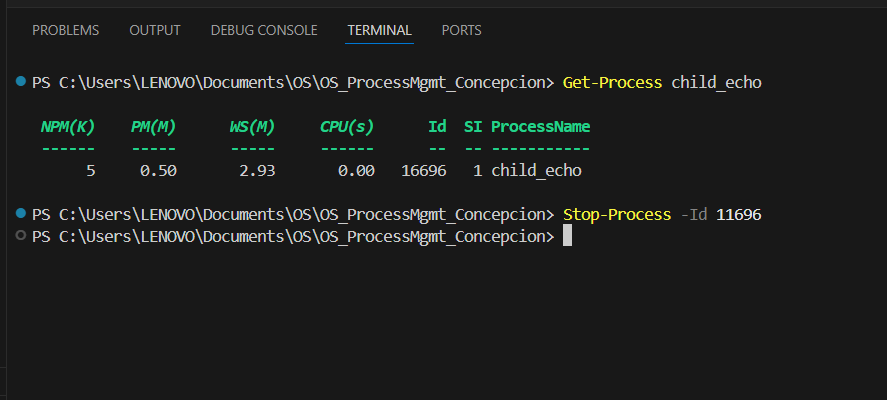 PROBLEMS OUTPUT DEBUG CONSOLE TERMINAL PORTS
PS C:\Users\LENOVO\Documents\OS\OS_ProcessMgmt_Concepcion> Get-Process child_echo
NPM(K) PM(M) WS(M) CPU(s) Id SI ProcessName
------ ----- ----- ------ -- -- -----------
5 0.50 2.93 0.00 16696 1 child_echo
PS C:\Users\LENOVO\Documents\OS\OS_ProcessMgmt_Concepcion> Stop-Process -Id 11696
PS C:\Users\LENOVO\Documents\OS\OS_ProcessMgmt_Concepcion>